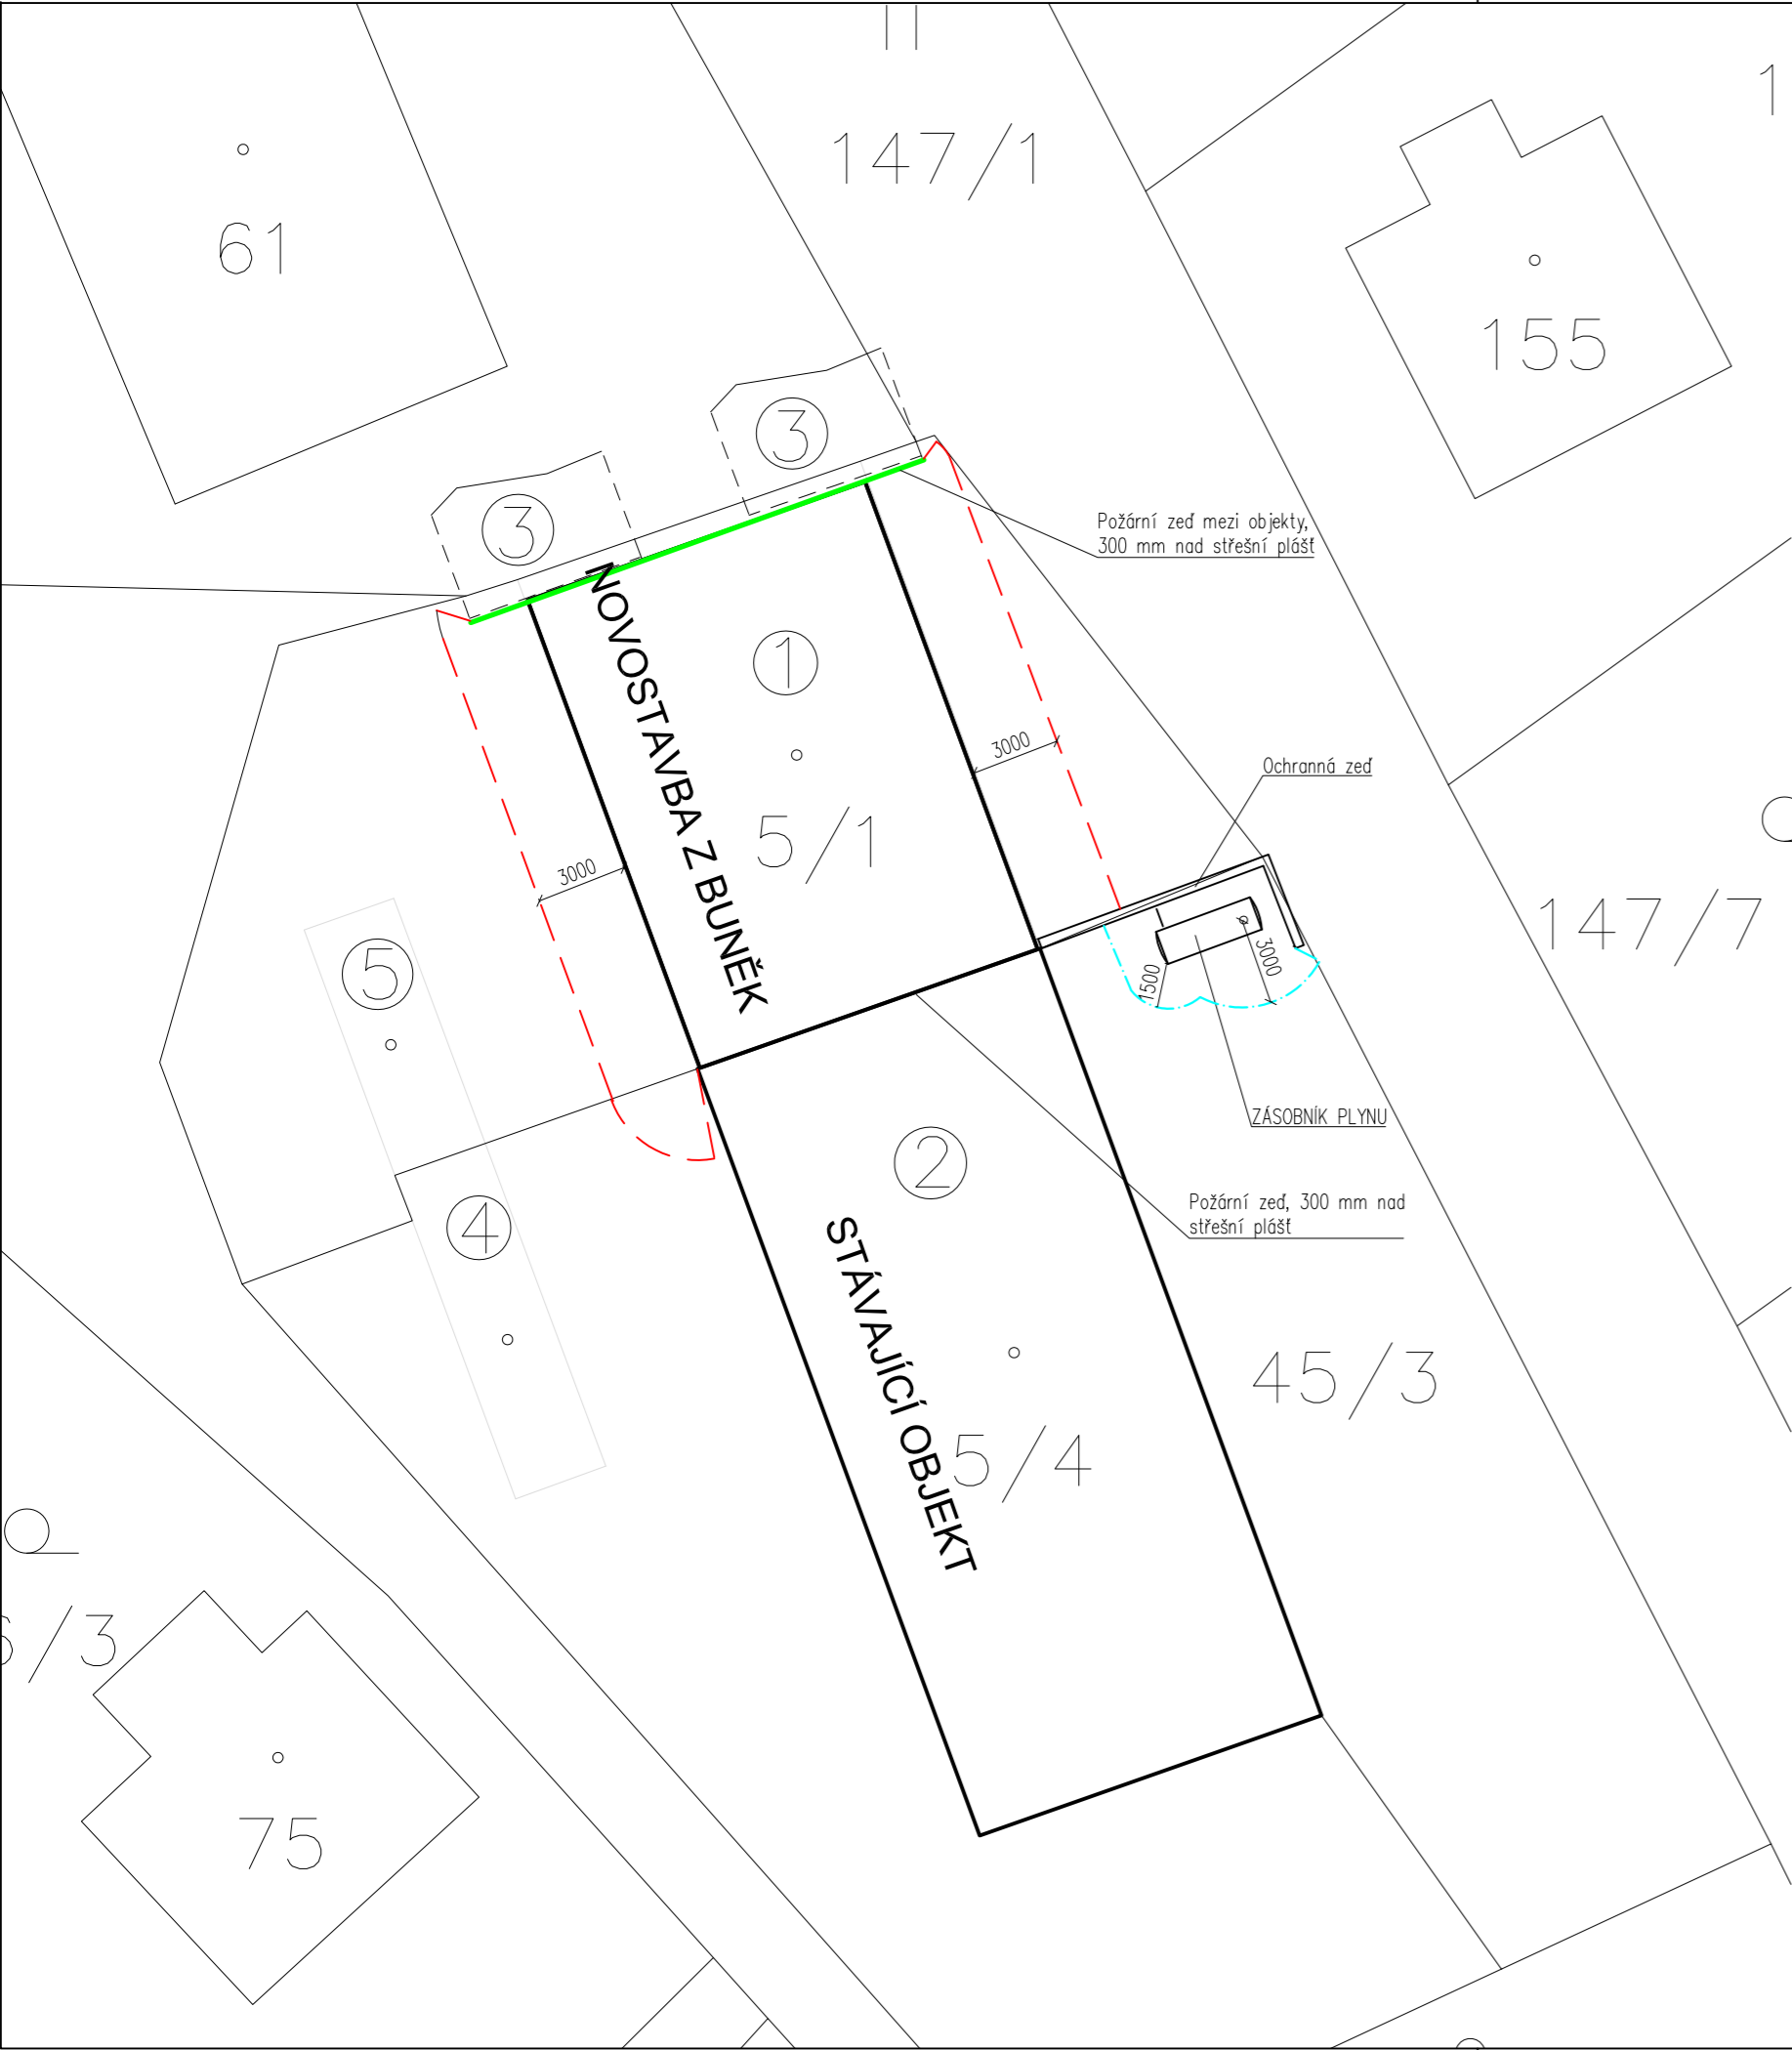 147/1
1
61
155
3
3
Požární zeď mezi objekty,
300 mm nad střešní plášť
NOVOSTAVBA Z BUNĚK
1
3000
Ochranná zeď
5/1
3000
147/7
5
3000
1500
ZÁSOBNÍK PLYNU
2
Požární zeď, 300 mm nad
střešní plášť
4
STÁVAJÍCÍ OBJEKT
45/3
5/4
/3
75